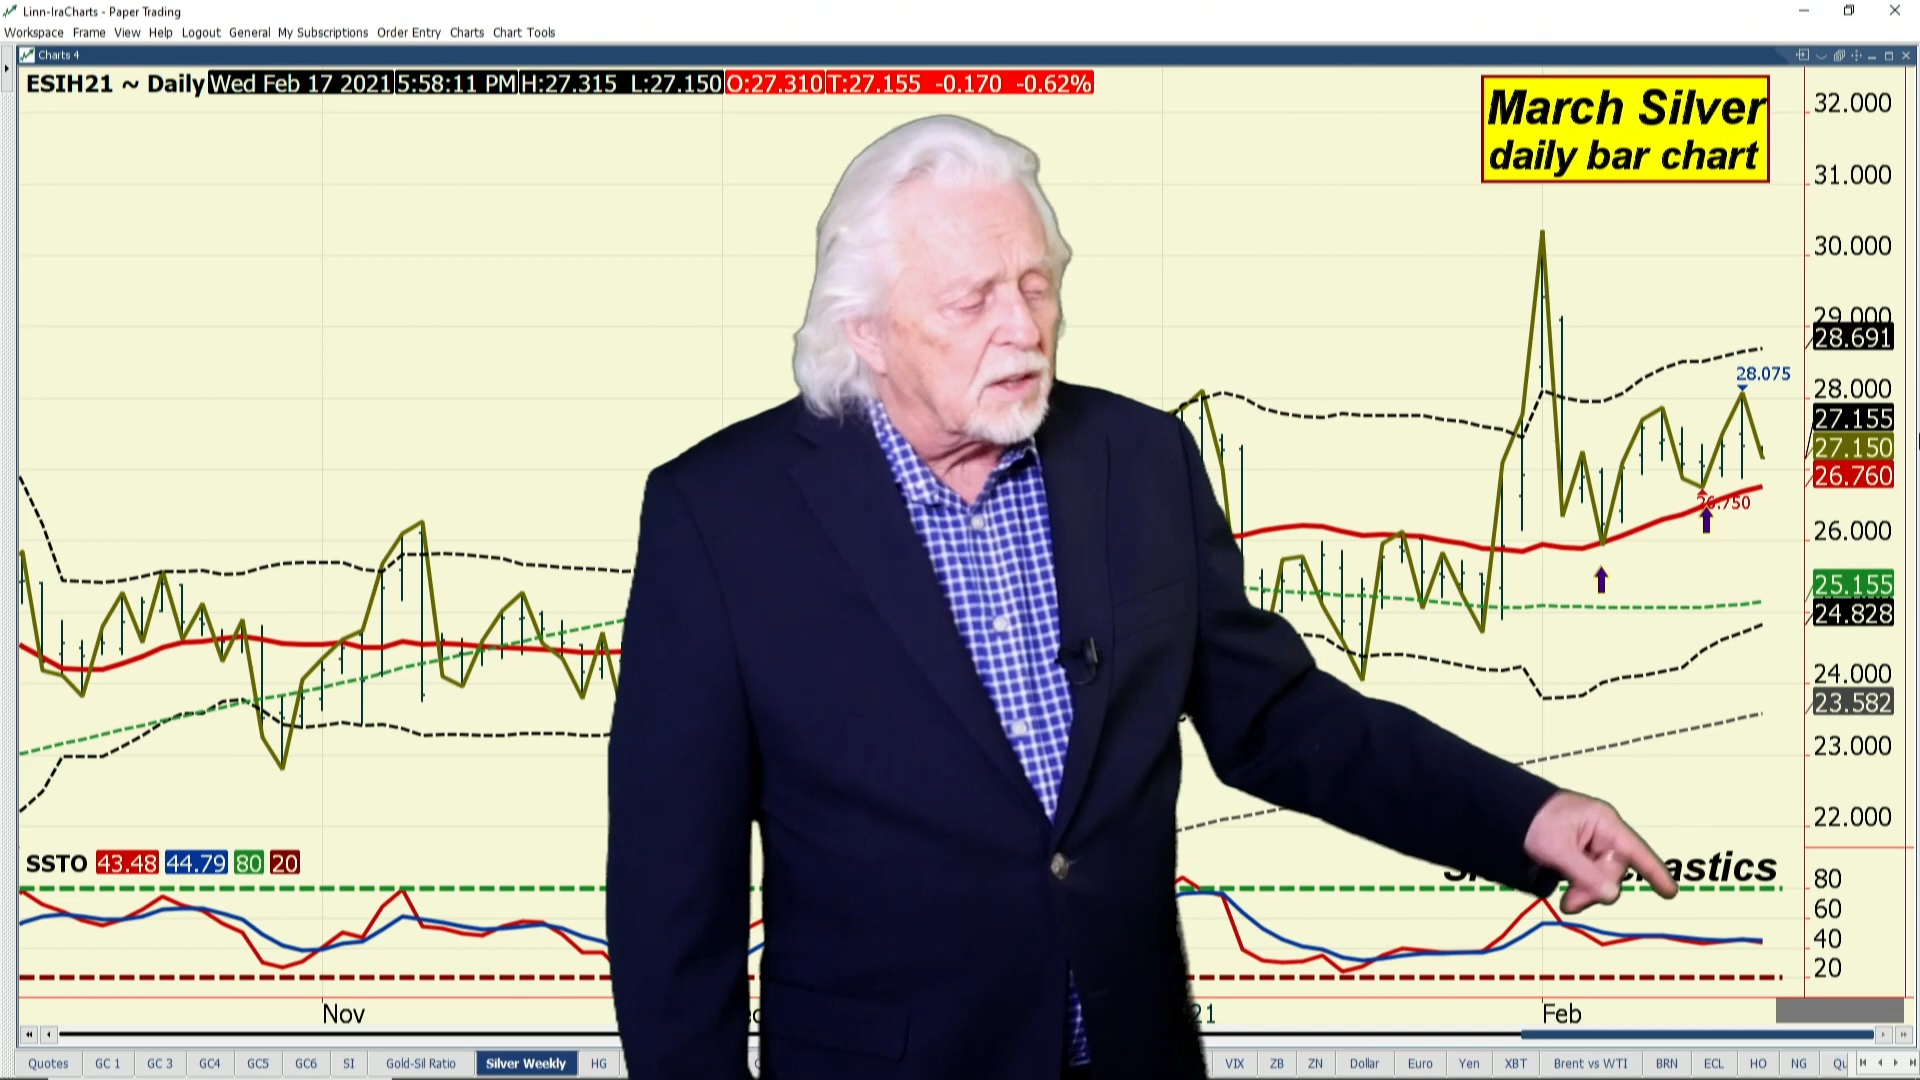 Linn-IraCharts - Paper Trading
Workspace Frame View Help Logout General My Subscriptions Order Entry Charts Chart Tools
Charts 4
ESIH21 ~ Daily Wed Feb 17 2021 5:58:11 PM H:27.315 L:27.150 O:27.310 T:27.155 -0.170 -0.62%
March Silver
daily bar chart
32.000
31.000
30.000
29.000
28.691
28.075
28.000
27.155
27.150
26.760
26.750
26.000
25.155
24.828
24.000
23.582
23.000
22.000
SSTO 43.48 44.79 80 20
80
60
40
20
Nov
21
Feb
Quotes GC 1 GC 3 GC4 GC5 GC6 SI Gold-Sil Ratio Silver Weekly HG VIX ZB ZN Dollar Euro Yen XBT Brent vs WTI BRN ECL HO NG